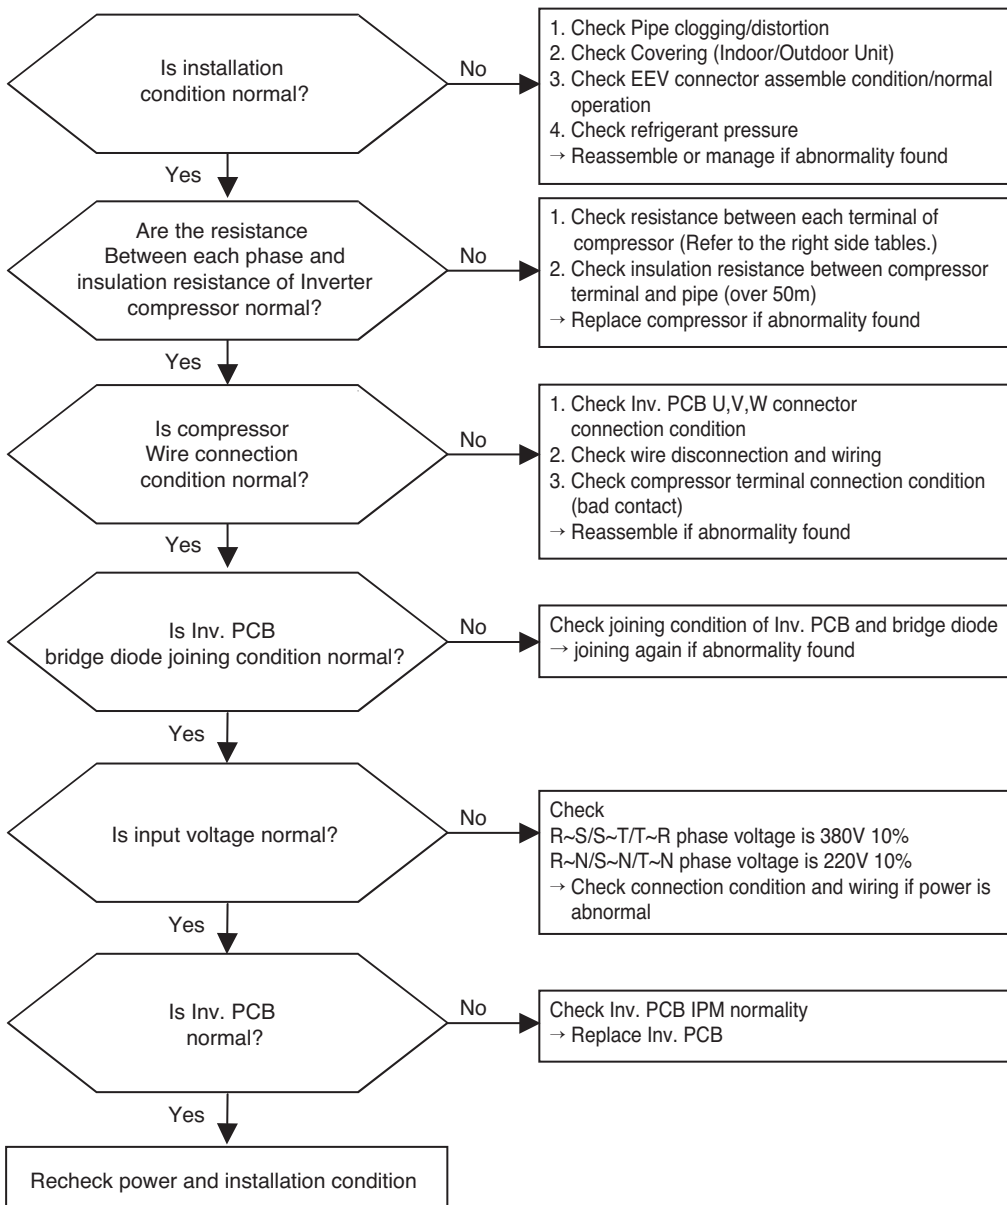 Is installation
condition normal?
No
1. Check Pipe clogging/distortion
2. Check Covering (Indoor/Outdoor Unit)
3. Check EEV connector assemble condition/normal
operation
4. Check refrigerant pressure
→ Reassemble or manage if abnormality found
Yes
Are the resistance
Between each phase and
insulation resistance of Inverter
compressor normal?
No
1. Check resistance between each terminal of
compressor (Refer to the right side tables.)
2. Check insulation resistance between compressor
terminal and pipe (over 50m)
→ Replace compressor if abnormality found
Yes
Is compressor
Wire connection
condition normal?
No
1. Check Inv. PCB U,V,W connector
connection condition
2. Check wire disconnection and wiring
3. Check compressor terminal connection condition
(bad contact)
→ Reassemble if abnormality found
Yes
Is Inv. PCB
bridge diode joining condition normal?
No
Check joining condition of Inv. PCB and bridge diode
→ joining again if abnormality found
Yes
Is input voltage normal?
No
Check
R~S/S~T/T~R phase voltage is 380V 10%
R~N/S~N/T~N phase voltage is 220V 10%
→ Check connection condition and wiring if power is
abnormal
Yes
Is Inv. PCB
normal?
No
Check Inv. PCB IPM normality
→ Replace Inv. PCB
Yes
Recheck power and installation condition